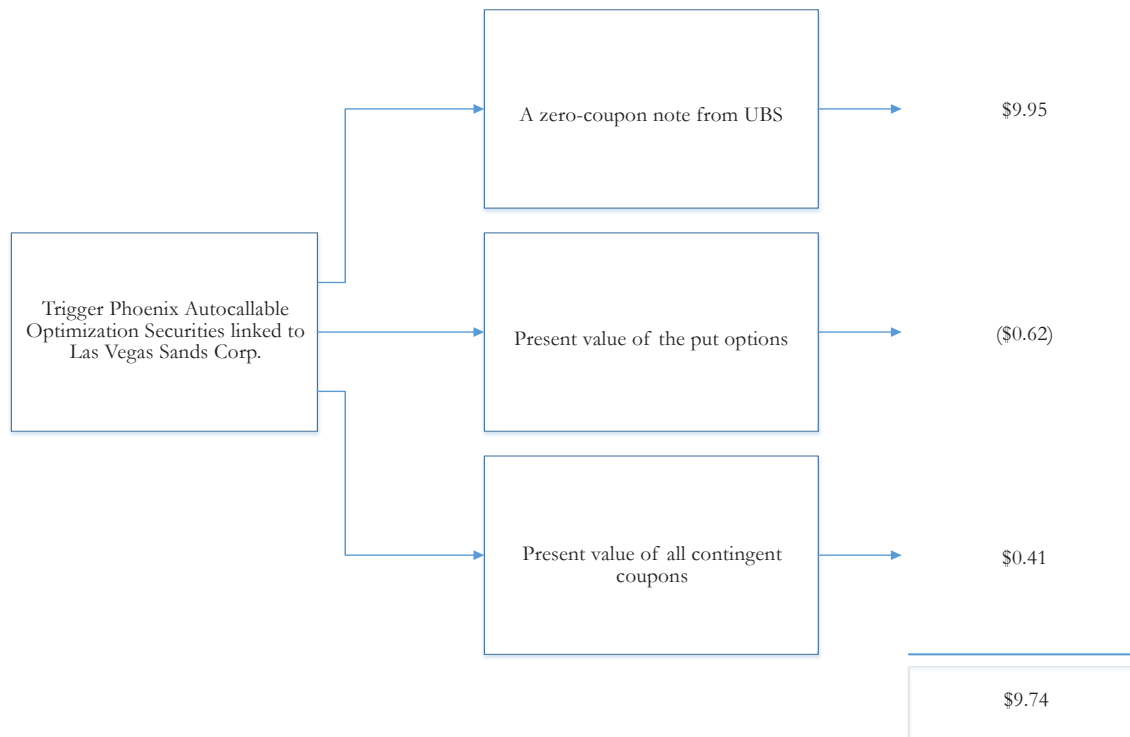 A zero-coupon note from UBS
$9.95
Trigger Phoenix Autocallable
Optimization Securities linked to
Las Vegas Sands Corp.
Present value of the put options
($0.62)
Present value of all contingent
coupons
$0.41
$9.74